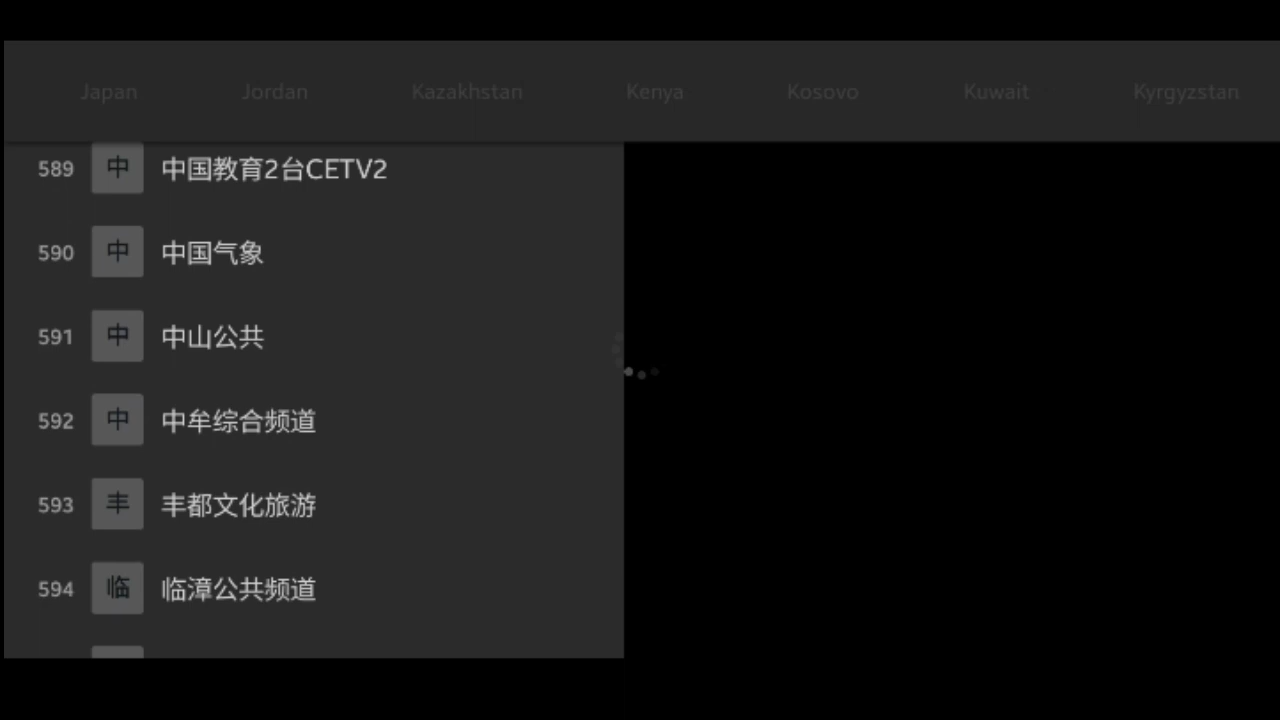 Japan Jordan Kazakhstan Kenya Kosovo Kuwait Kyrgyzstan
589 中 中国教育2台CETV2
590 中 中国气象
591 中 中山公共
592 中 中牟综合频道
593 丰 丰都文化旅游
594 临 临漳公共频道